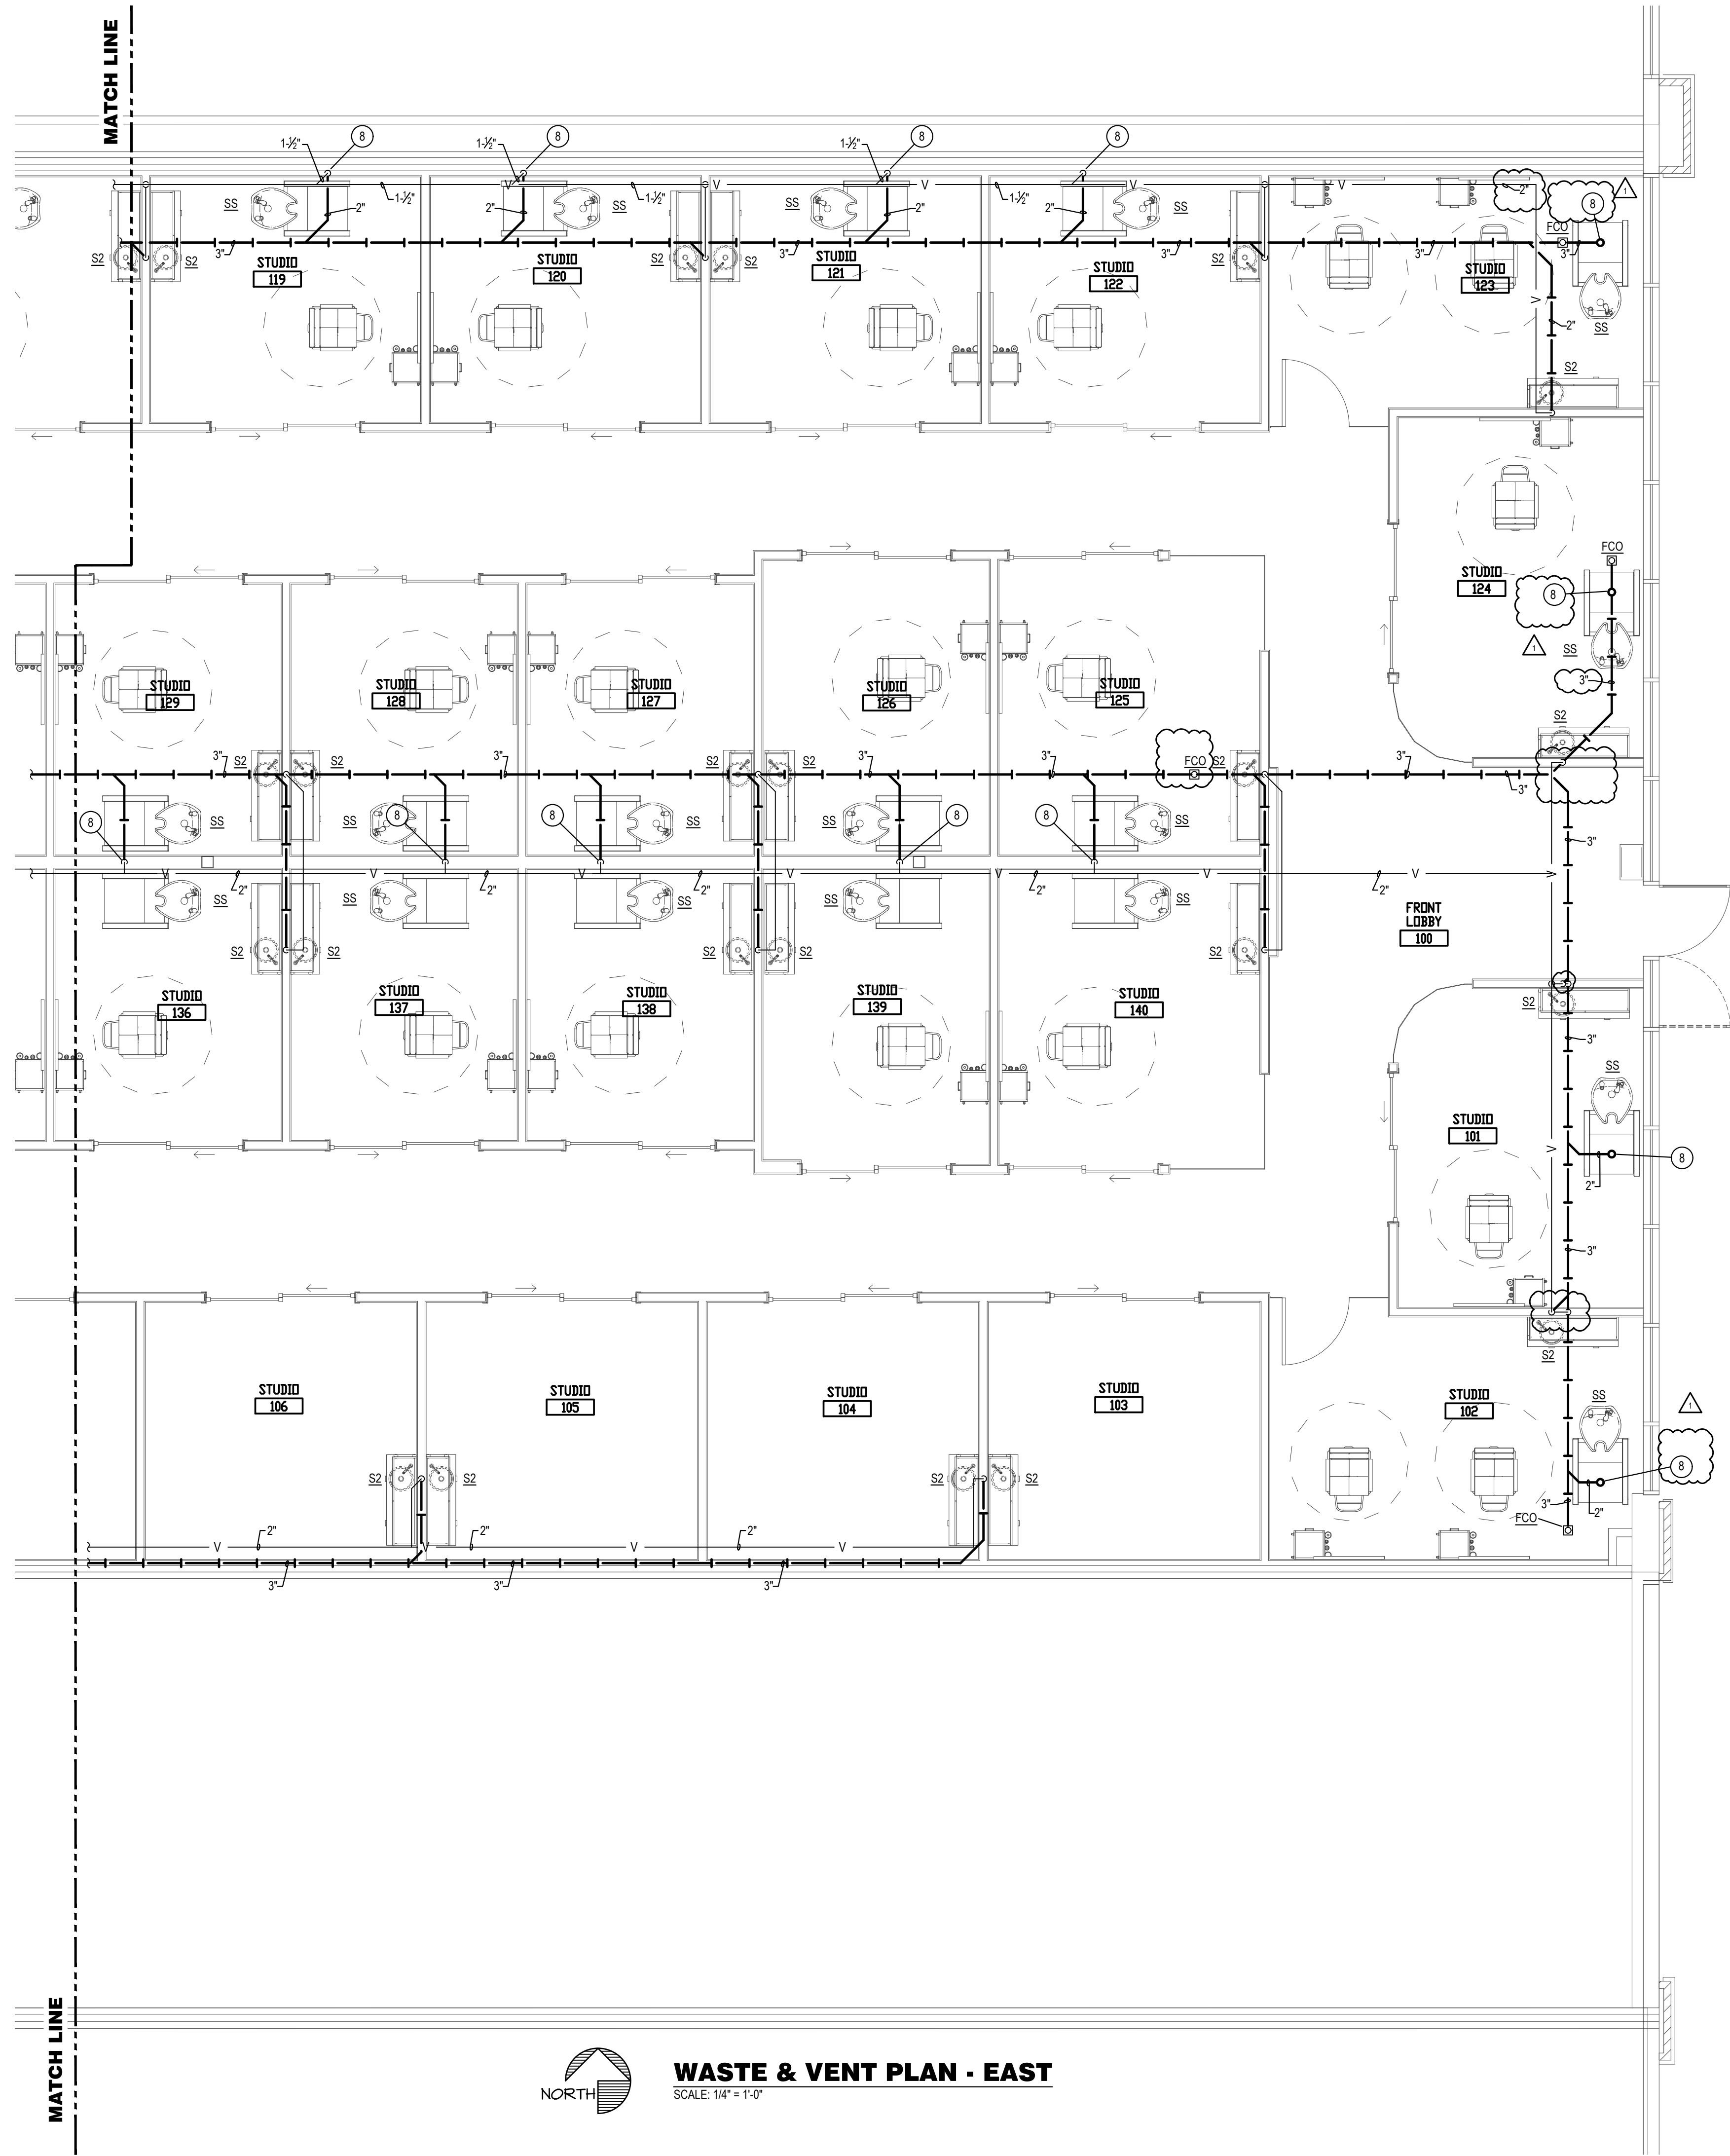 MATCH LINE
1-½" 8 1-½" 8 1-½" 8 8
SS V 1-½" V 1-½" SS V SS V V SS V 2" 8 1
2" 2" 2" 2" FCO
S2 S2 3" S2 S2 3" 3" S2 3" 3"
STUDIO
119
STUDIO
120
STUDIO
121
STUDIO
122
STUDIO
123
V 2" SS
S2
FCO
STUDIO
124
8
1 SS
3"
S2
STUDIO
129
STUDIO
128
STUDIO
127
STUDIO
126
STUDIO
125
3" S2 3" S2 3" 3" FCO S2 3" 3"
8 SS SS 8 8 SS SS 8 8 SS 3"
V 2" V V 2" V V 2" V V 2" V
SS SS SS SS SS
FRONT
LOBBY
100
S2 S2 S2 S2 S2
STUDIO
136
STUDIO
137
STUDIO
138
STUDIO
139
STUDIO
140
S2
3"
SS
STUDIO
101
V 2" 8
3"
S2
STUDIO
106
STUDIO
105
STUDIO
104
STUDIO
103
STUDIO
102
SS 1
S2 S2 S2 S2 8
3" 2"
FCO
V 2" V 2" V 2" V
3" 3" 3"
MATCH LINE
NORTH
WASTE & VENT PLAN - EAST
SCALE: 1/4" = 1'-0"